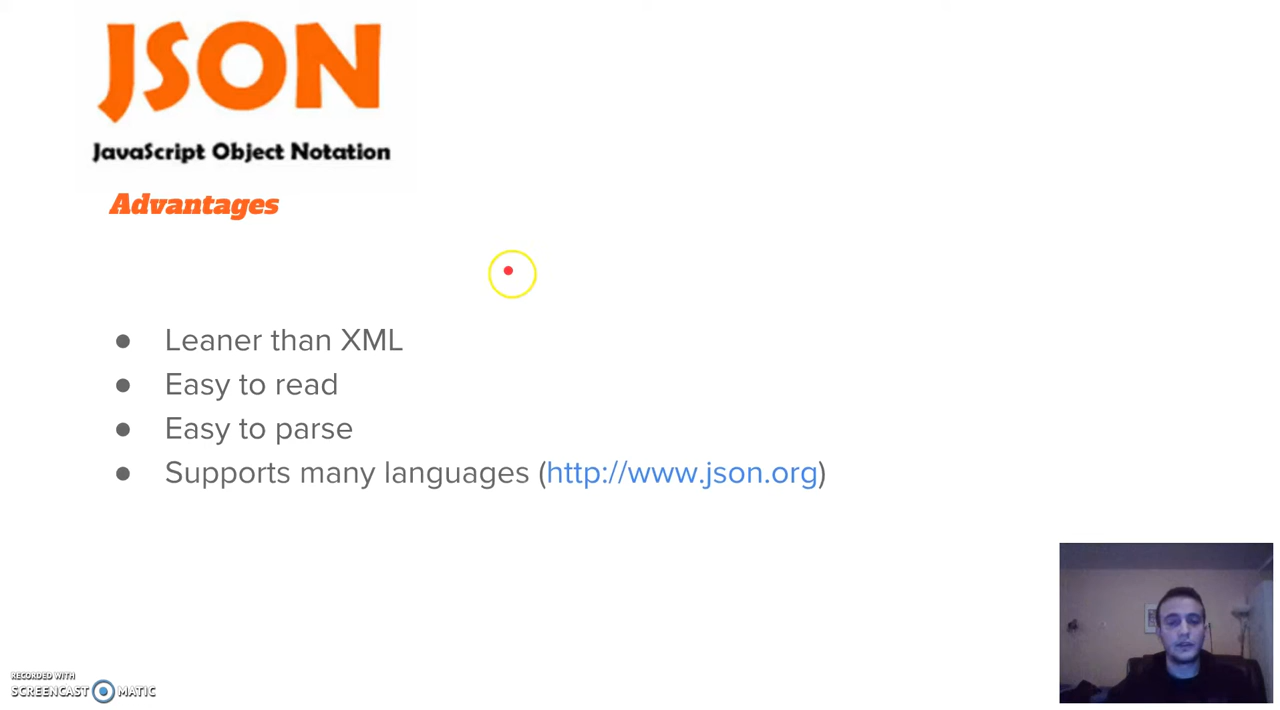 JSON
JavaScript Object Notation
Advantages
● Leaner than XML
● Easy to read
● Easy to parse
● Supports many languages (http://www.json.org)
RECORDED WITH
SCREENCAST MATIC